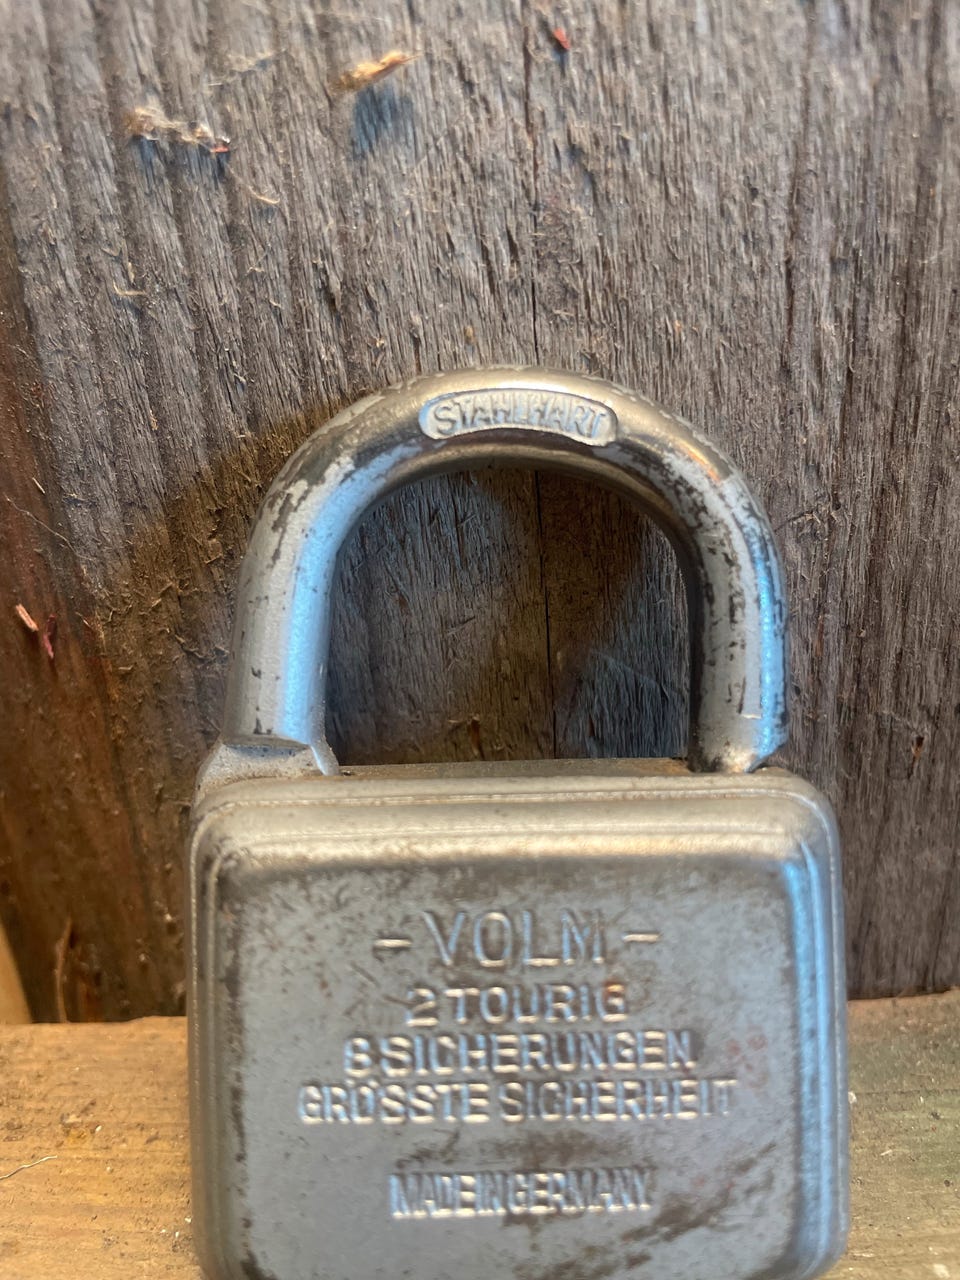 STAHLHART
- VOLM -
2 TOURIG
6 SICHERUNGEN
GRÖSSTE SICHERHEIT
MADE IN GERMANY